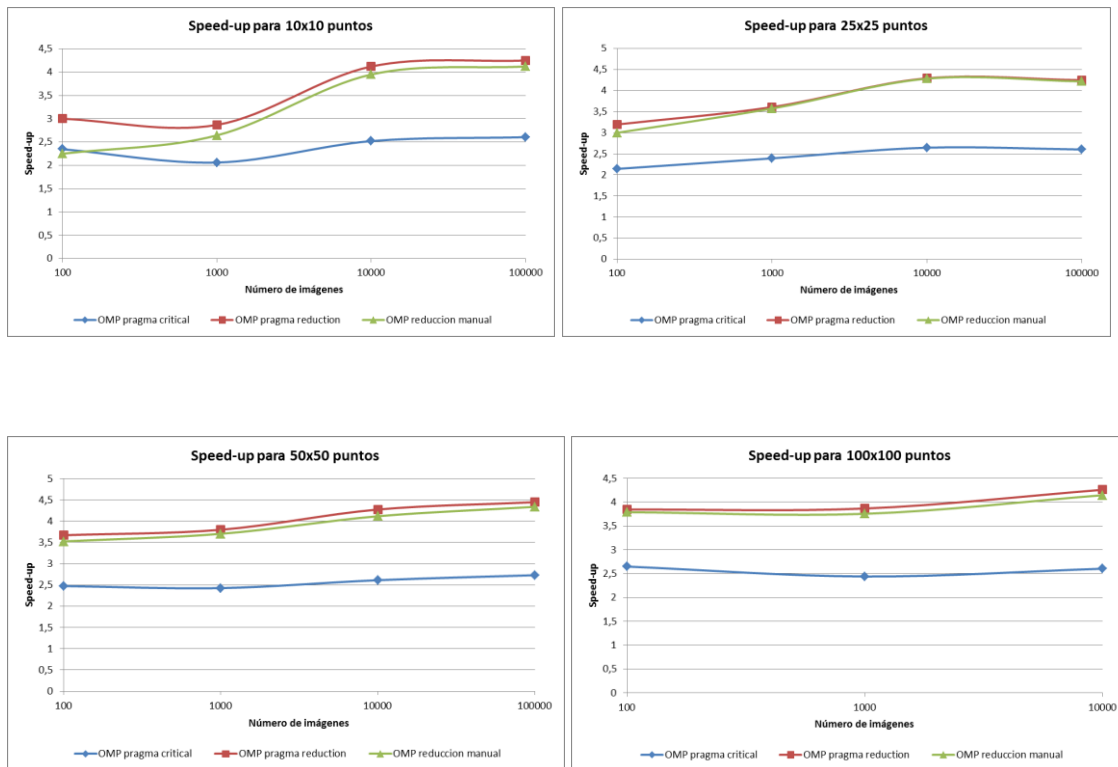 Speed-up para 10x10 puntos
4,5
4
3,5
3
2,5
2
1,5
1
0,5
0
Speed-up
100 1000 10000 100000
Número de imágenes
OMP pragma critical OMP pragma reduction OMP reduccion manual
Speed-up para 25x25 puntos
5
4,5
4
3,5
3
2,5
2
1,5
1
0,5
0
Speed-up
100 1000 10000 100000
Número de imágenes
OMP pragma critical OMP pragma reduction OMP reduccion manual
Speed-up para 50x50 puntos
5
4,5
4
3,5
3
2,5
2
1,5
1
0,5
0
Speed-up
100 1000 10000 100000
Número de imágenes
OMP pragma critical OMP pragma reduction OMP reduccion manual
Speed-up para 100x100 puntos
4,5
4
3,5
3
2,5
2
1,5
1
0,5
0
Speed-up
100 1000 10000
Número de imágenes
OMP pragma critical OMP pragma reduction OMP reduccion manual